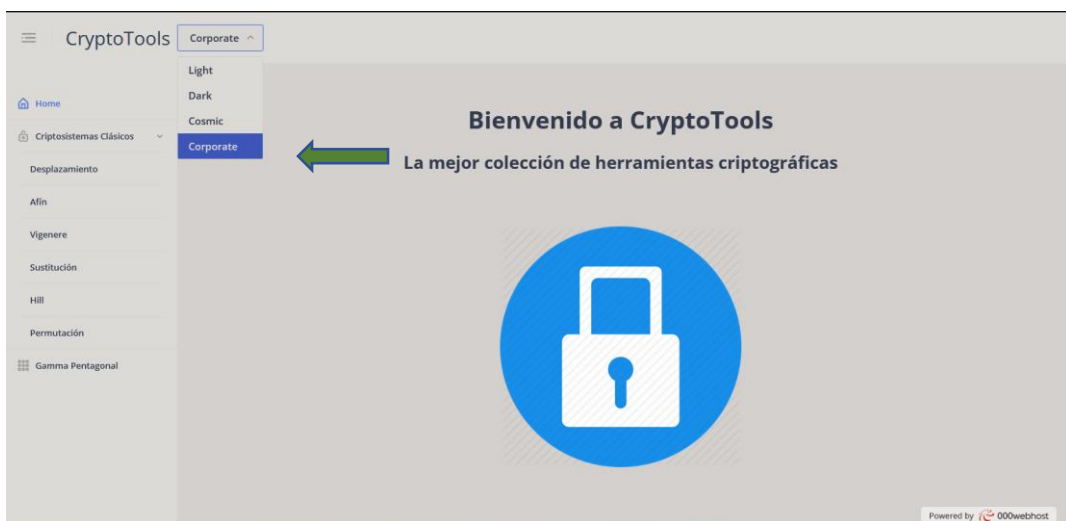 CryptoTools
Corporate
Light
Dark
Cosmic
Corporate
Home
Criptosistemas Clásicos
Desplazamiento
Afin
Vigenere
Sustitución
Hill
Permutación
Gamma Pentagonal
Bienvenido a CryptoTools
La mejor colección de herramientas criptográficas
Powered by 000webhost